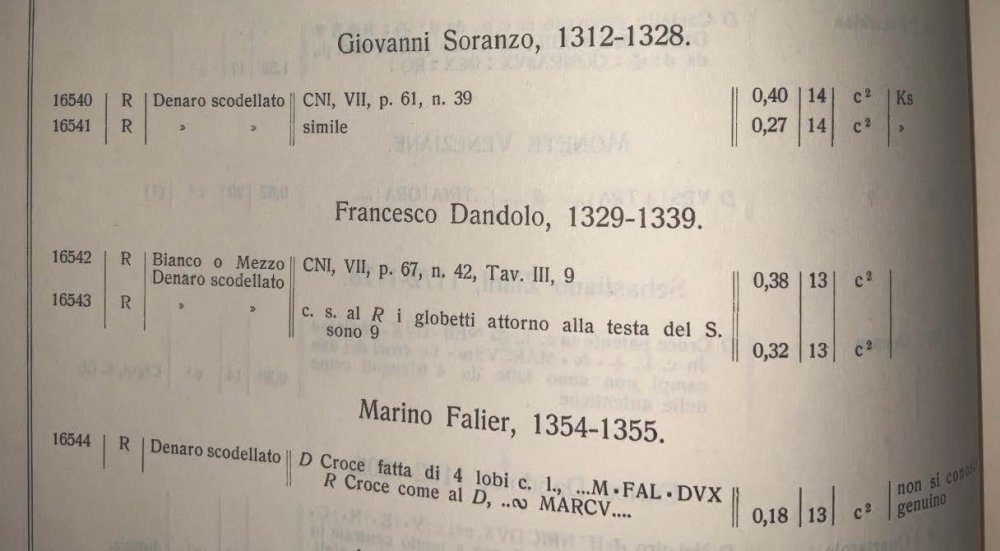 Giovanni Soranzo, 1312-1328.
16540 R Denaro scodellato CNI, VII, p. 61, n. 39 0,40 14 c² Ks
16541 R » » simile 0,27 14 c² »
Francesco Dandolo, 1329-1339.
16542 R Bianco o Mezzo CNI, VII, p. 67, n. 42, Tav. III, 9 0,38 13 c²
Denaro scodellato
16543 R » » c. s. al R i globetti attorno alla testa del S.
sono 9 0,32 13 c²
Marino Falier, 1354-1355.
16544 R Denaro scodellato D Croce fatta di 4 lobi c. l., ...M·FAL·DVX non si
R Croce come al D, ..∾ MARCV.... 0,18 13 c² genuino